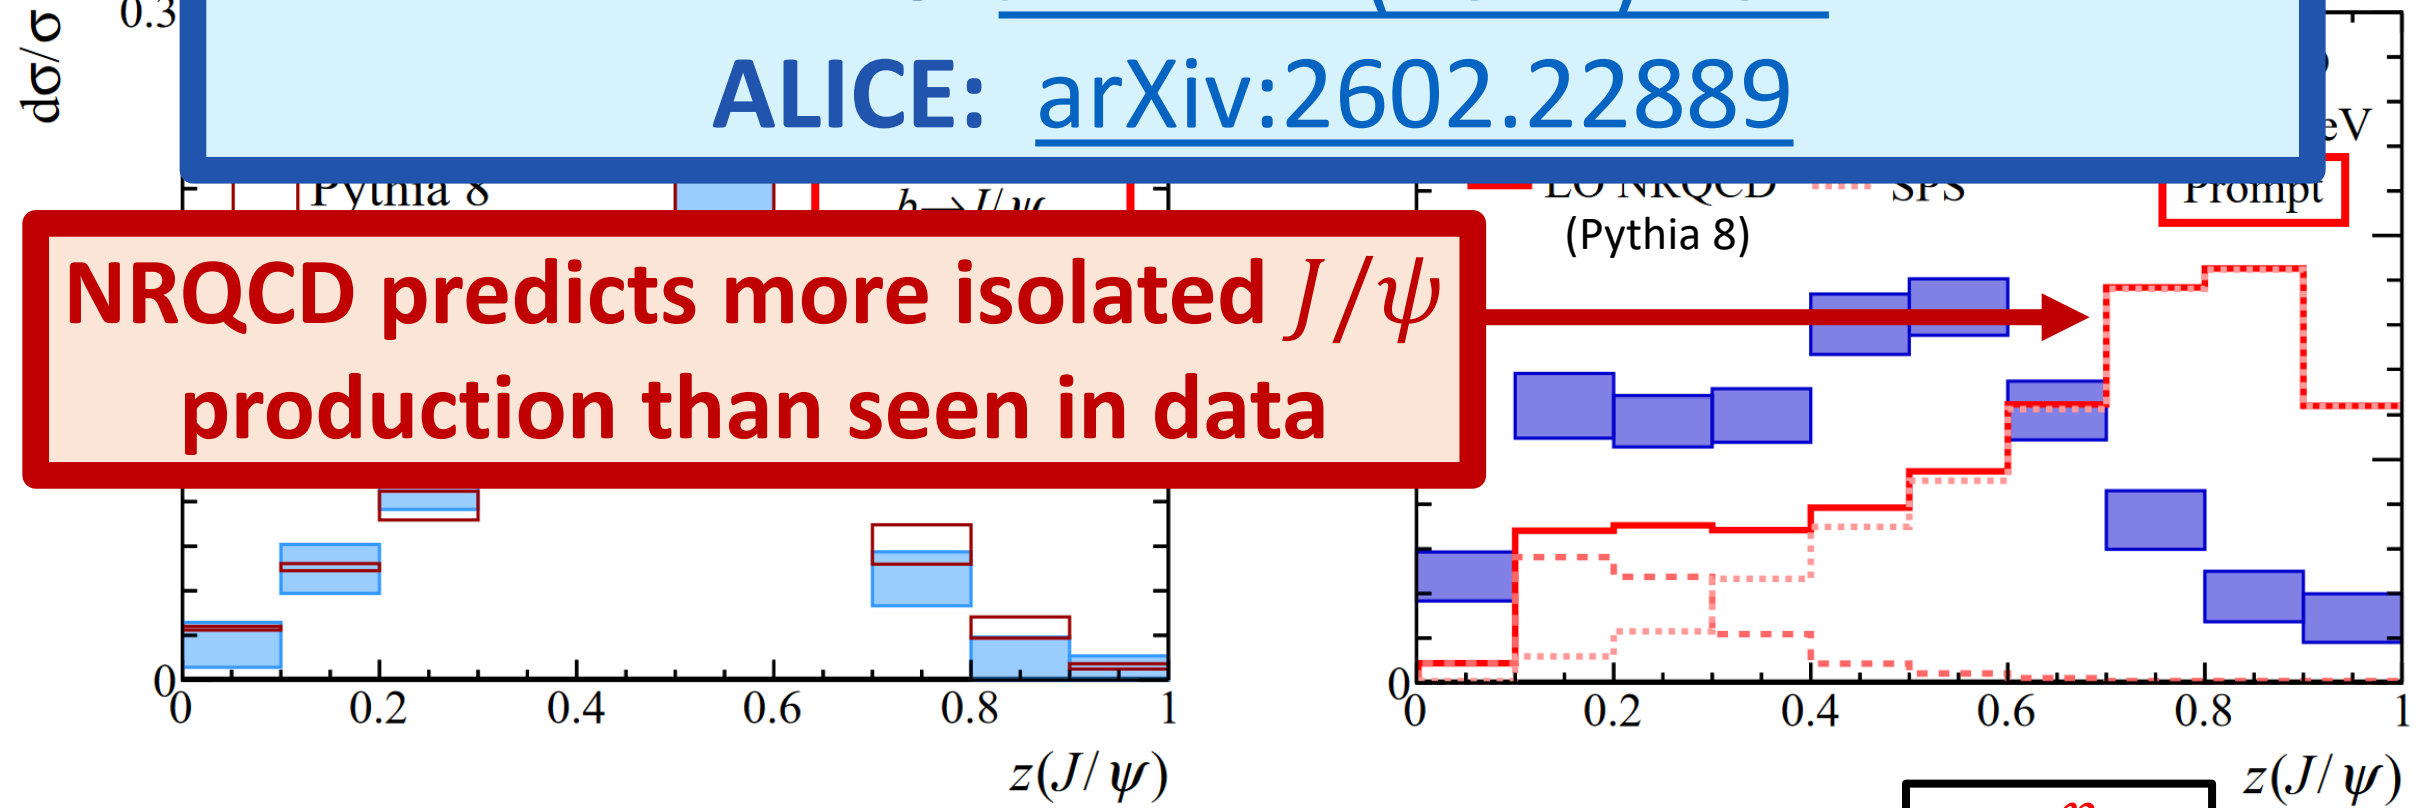 dσ/σ
0.3
ALICE: arXiv:2602.22889
eV
Pythia 8
b→J/ψ
LO NRQCD
SPS
Prompt
(Pythia 8)
NRQCD predicts more isolated J/ψ
production than seen in data
0
0 0.2 0.4 0.6 0.8 1
z(J/ψ)
0
0 0.2 0.4 0.6 0.8 1
z(J/ψ)